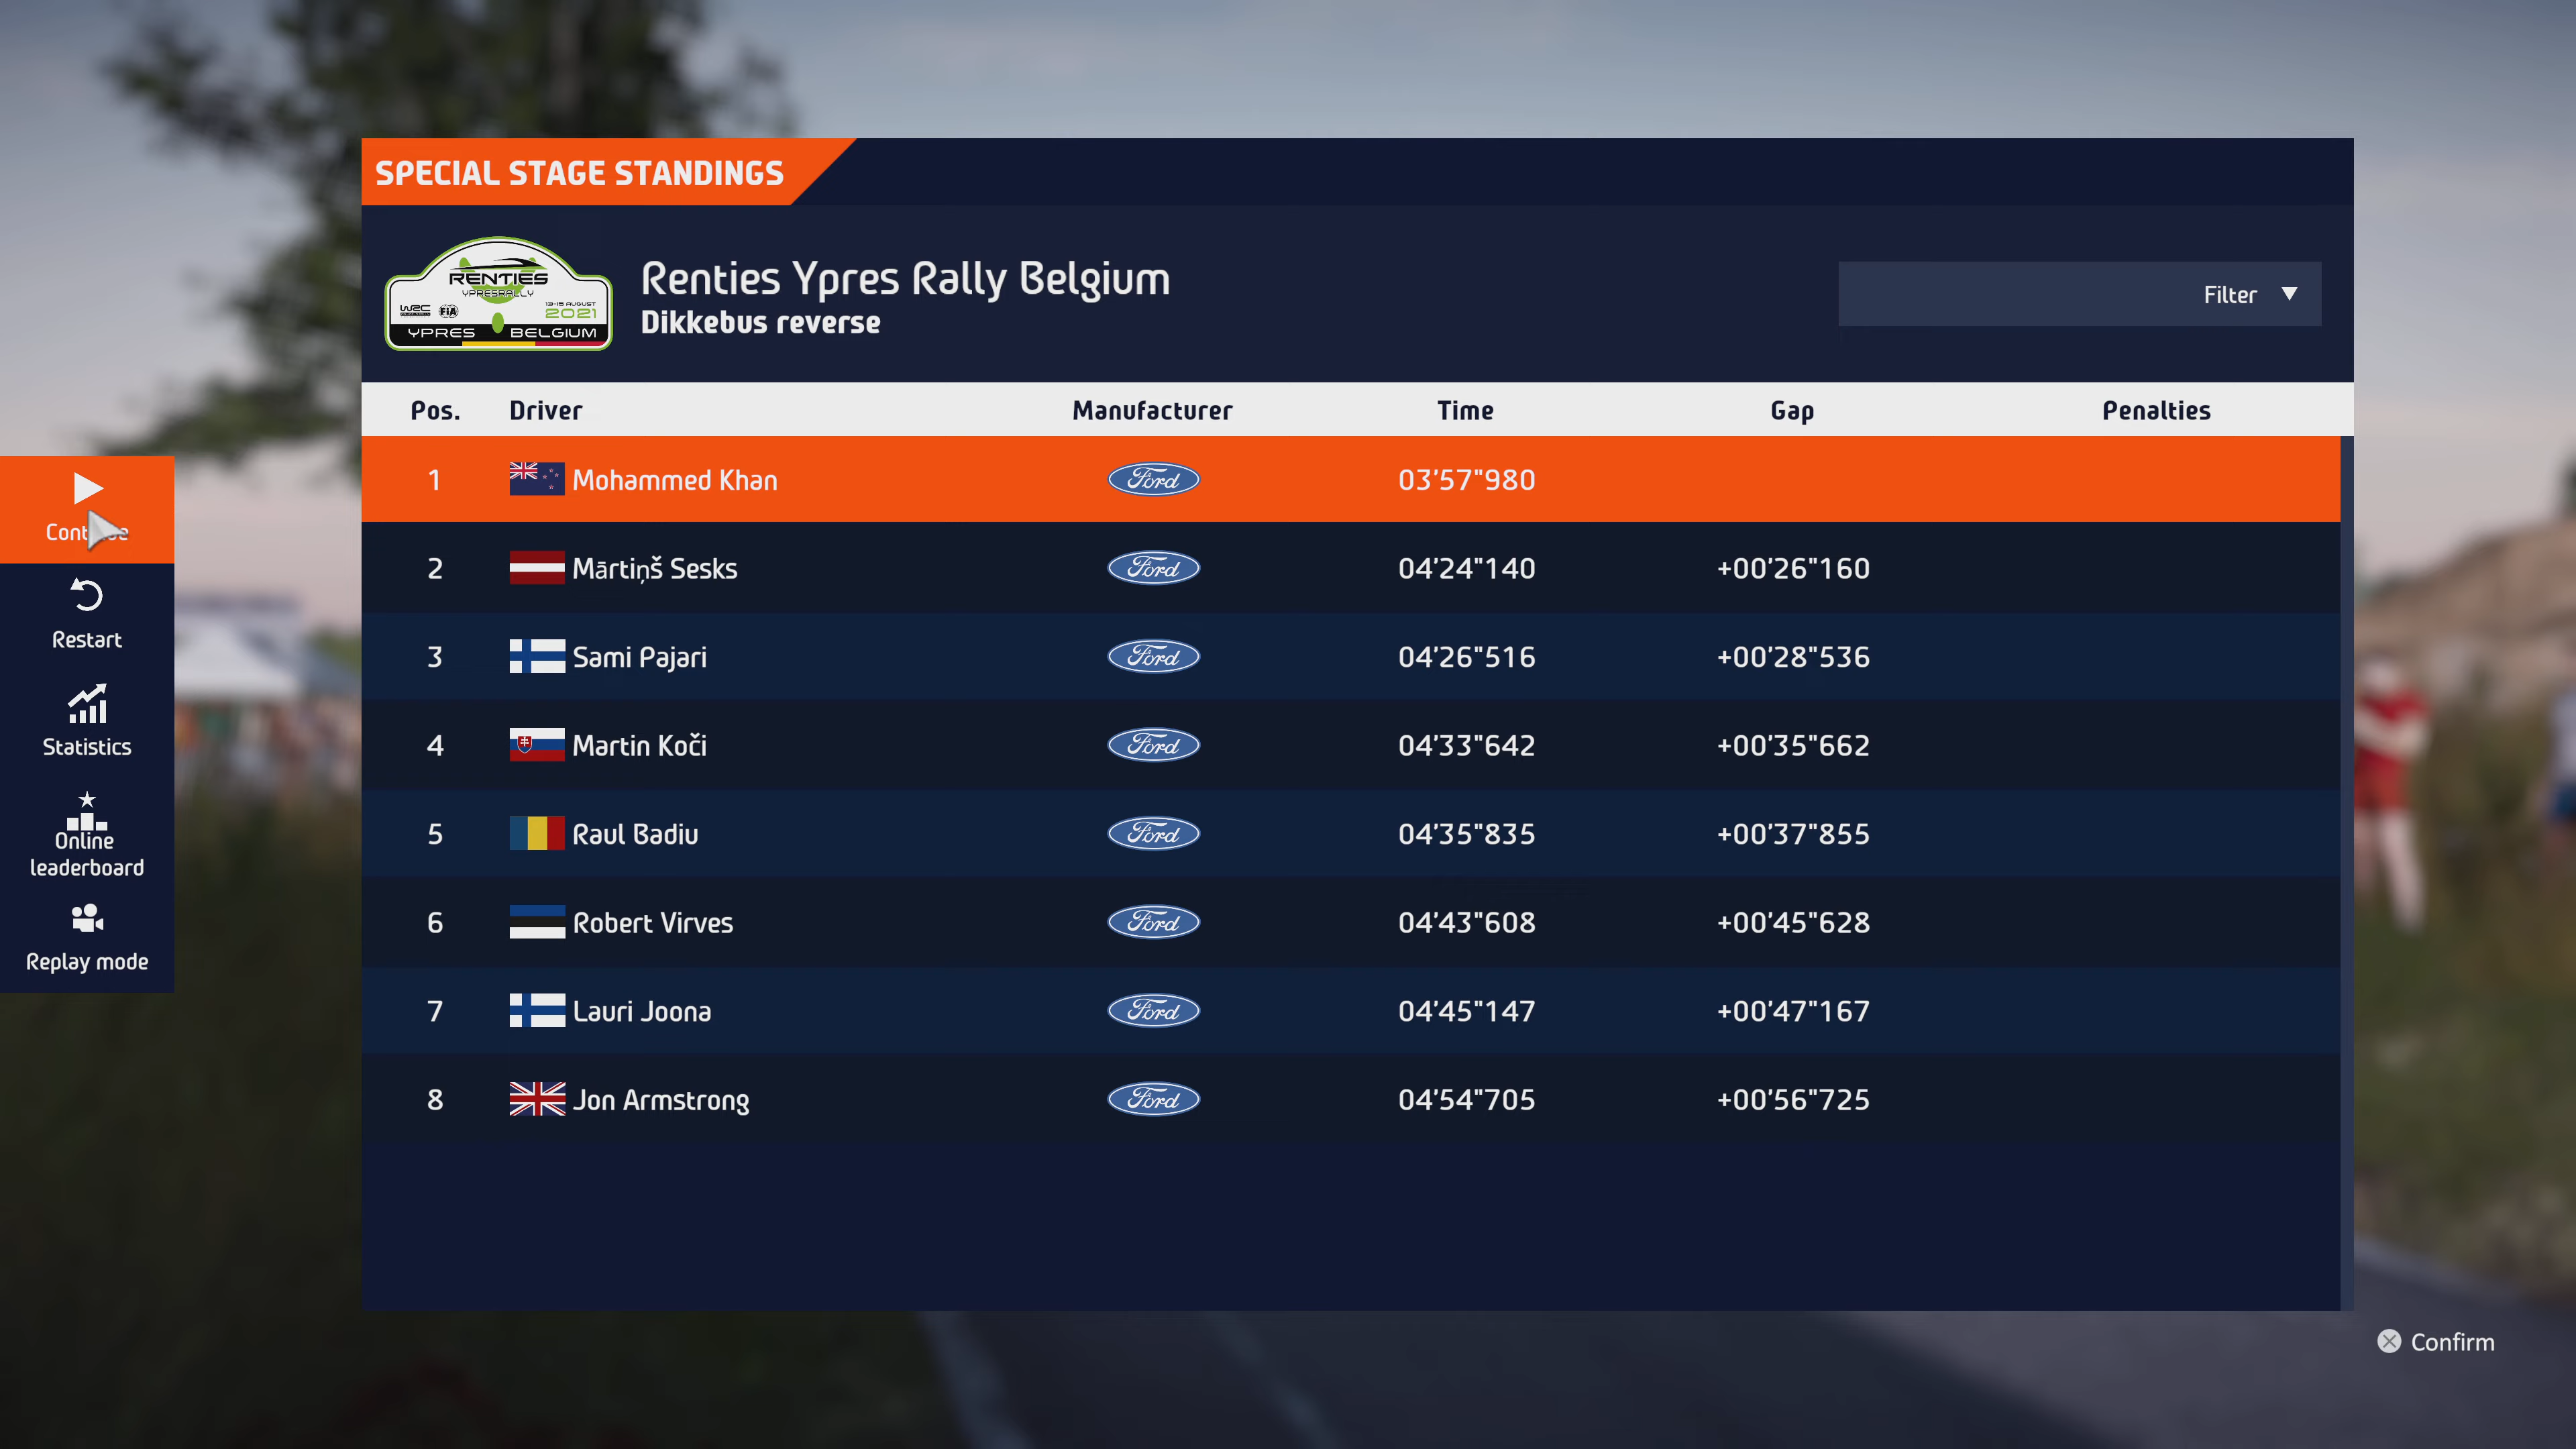 SPECIAL STAGE STANDINGS
RENTIES
YPRESRALLY
WRC FIA 13-15 AUGUST
2021
YPRES BELGIUM
Renties Ypres Rally Belgium
Dikkebus reverse
Filter
Pos. Driver Manufacturer Time Gap Penalties
1 Mohammed Khan Ford 03'57"980
2 Mārtiņš Sesks Ford 04'24"140 +00'26"160
3 Sami Pajari Ford 04'26"516 +00'28"536
4 Martin Koči Ford 04'33"642 +00'35"662
5 Raul Badiu Ford 04'35"835 +00'37"855
6 Robert Virves Ford 04'43"608 +00'45"628
7 Lauri Joona Ford 04'45"147 +00'47"167
8 Jon Armstrong Ford 04'54"705 +00'56"725
Restart
Statistics
Online
leaderboard
Replay mode
Confirm